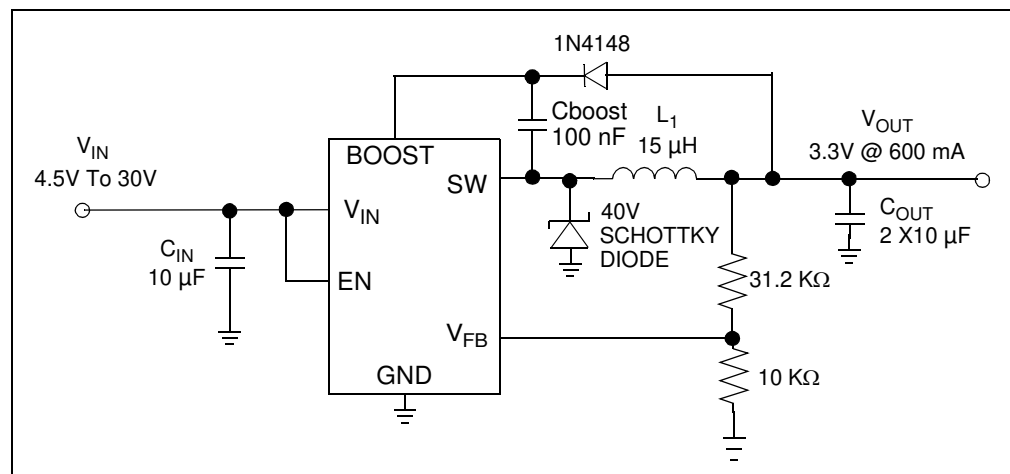 1N4148
Cboost
100 nF
L1
15 µH
VOUT
3.3V @ 600 mA
VIN
4.5V To 30V
BOOST
SW
VIN
EN
CIN
10 µF
40V
SCHOTTKY
DIODE
COUT
2 X10 µF
31.2 KΩ
VFB
GND
10 KΩ